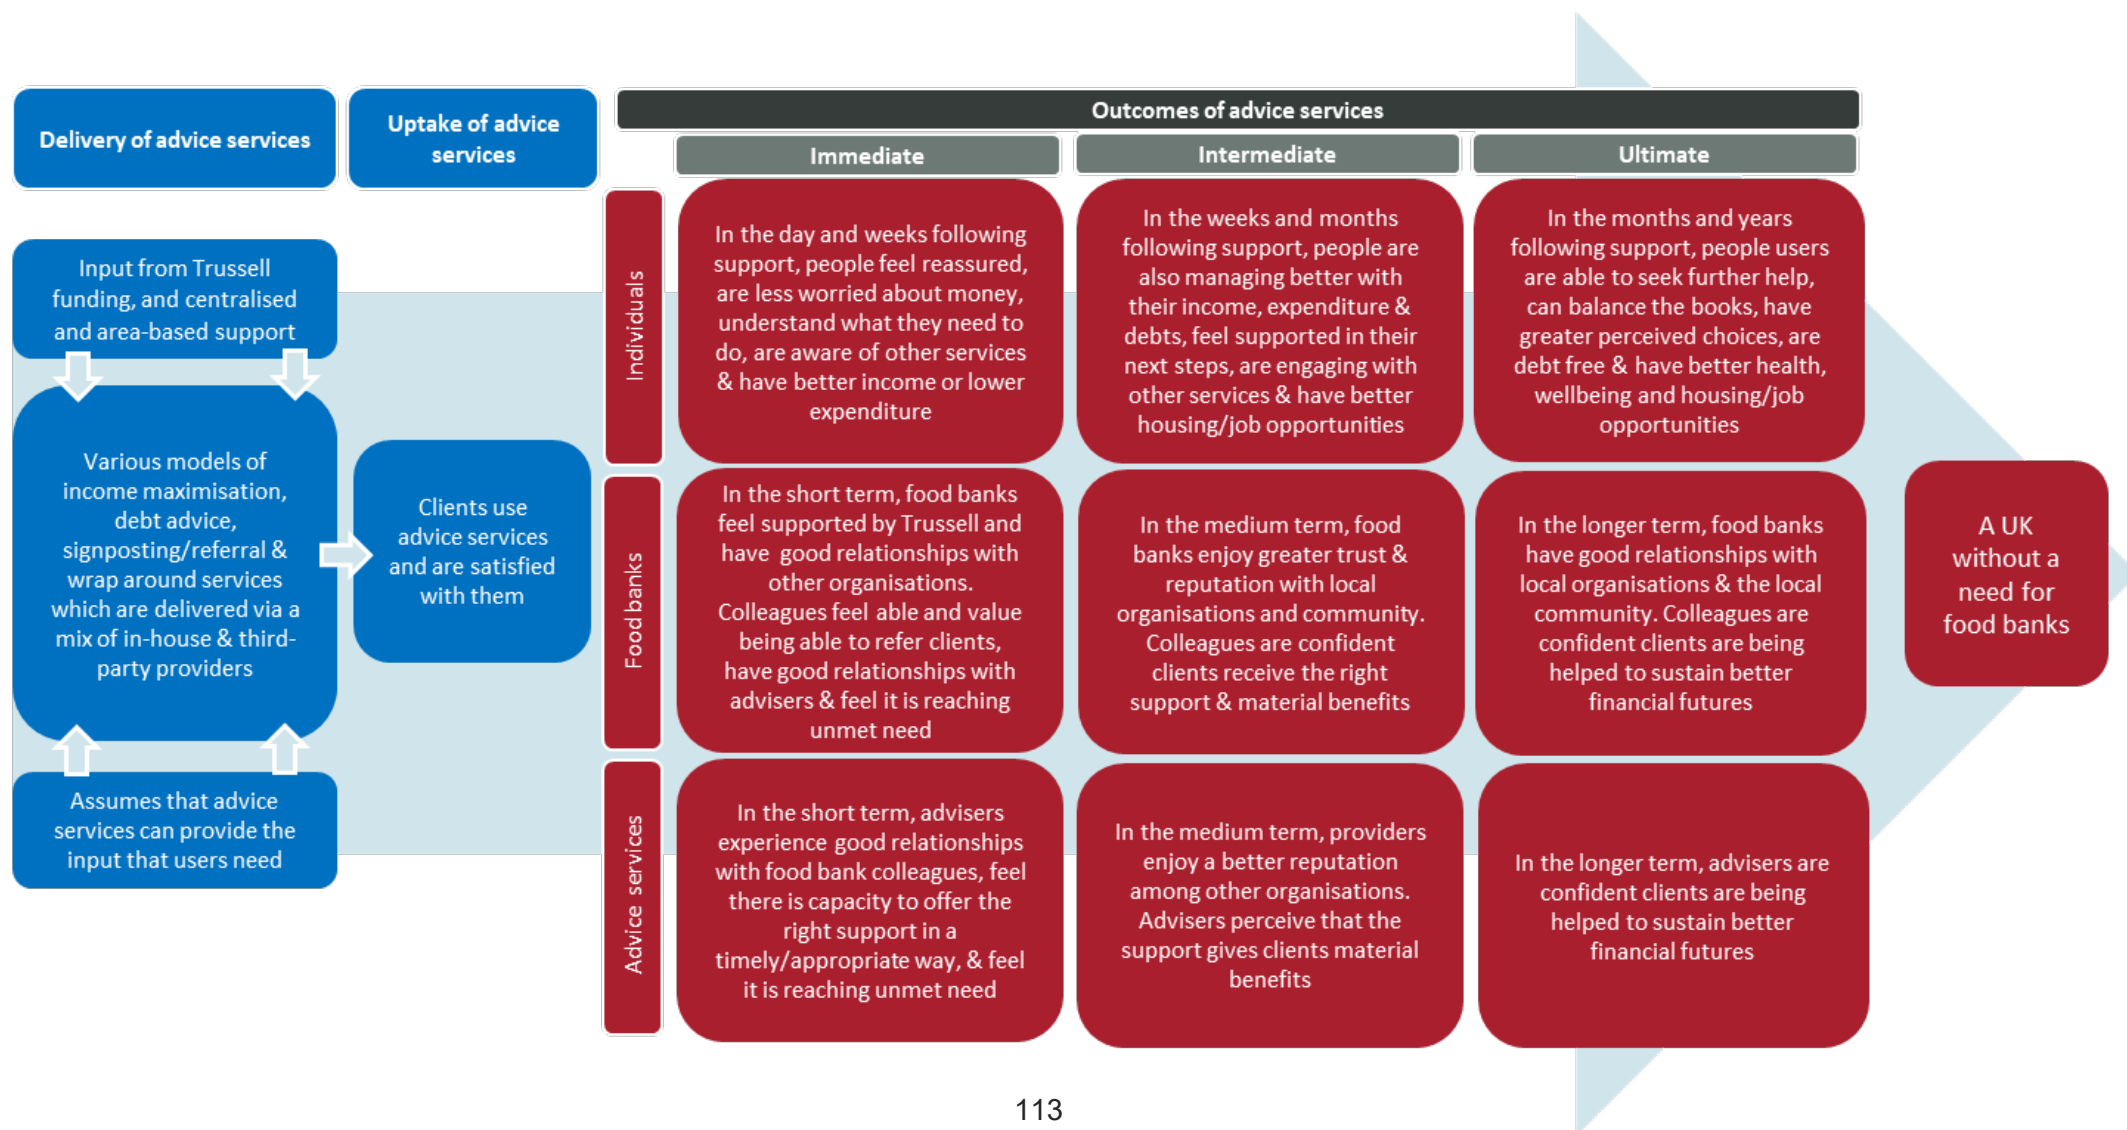 Delivery of advice services
Uptake of advice
services
Outcomes of advice services
Immediate
Intermediate
Ultimate
Input from Trussell
funding, and centralised
and area-based support
Various models of
income maximisation,
debt advice,
signposting/referral &
wrap around services
which are delivered via a
mix of in-house & third-
party providers
Assumes that advice
services can provide the
input that users need
Clients use
advice services
and are satisfied
with them
Individuals
In the day and weeks following
support, people feel reassured,
are less worried about money,
understand what they need to
do, are aware of other services
& have better income or lower
expenditure
In the weeks and months
following support, people are
also managing better with
their income, expenditure &
debts, feel supported in their
next steps, are engaging with
other services & have better
housing/job opportunities
In the months and years
following support, people users
are able to seek further help,
can balance the books, have
greater perceived choices, are
debt free & have better health,
wellbeing and housing/job
opportunities
Food banks
In the short term, food banks
feel supported by Trussell and
have good relationships with
other organisations.
Colleagues feel able and value
being able to refer clients,
have good relationships with
advisers & feel it is reaching
unmet need
In the medium term, food
banks enjoy greater trust &
reputation with local
organisations and community.
Colleagues are confident
clients receive the right
support & material benefits
In the longer term, food banks
have good relationships with
local organisations & the local
community. Colleagues are
confident clients are being
helped to sustain better
financial futures
Advice services
In the short term, advisers
experience good relationships
with food bank colleagues, feel
there is capacity to offer the
right support in a
timely/appropriate way, & feel
it is reaching unmet need
In the medium term, providers
enjoy a better reputation
among other organisations.
Advisers perceive that the
support gives clients material
benefits
In the longer term, advisers are
confident clients are being
helped to sustain better
financial futures
A UK
without a
need for
food banks
113